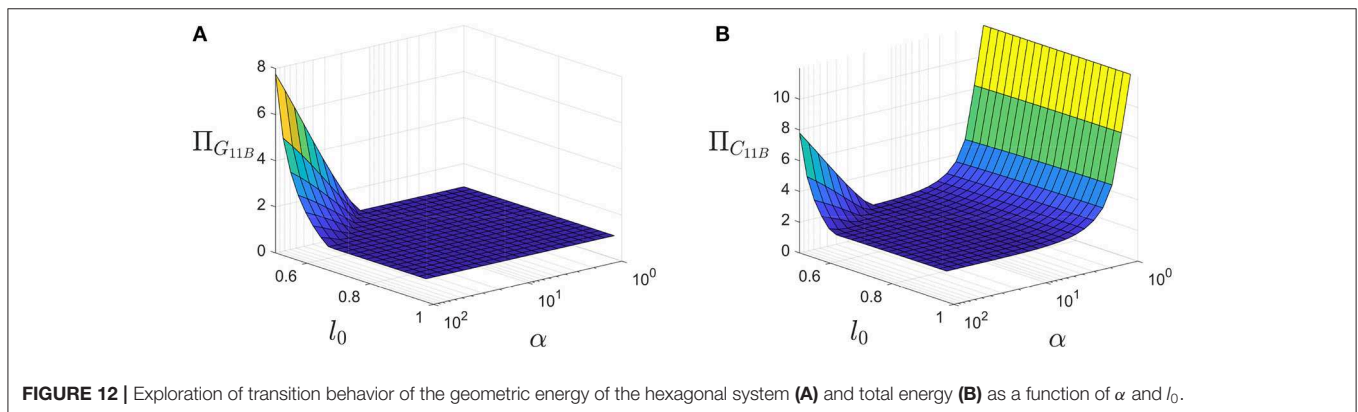 A
8
6
Π_{G_{11B}}
4
2
0
0.6
0.8
1
l_0
10^2
10^1
10^0
α
B
10
8
Π_{C_{11B}}
6
4
2
0
0.6
0.8
1
l_0
10^2
10^1
10^0
α
FIGURE 12 | Exploration of transition behavior of the geometric energy of the hexagonal system (A) and total energy (B) as a function of α and l_0.